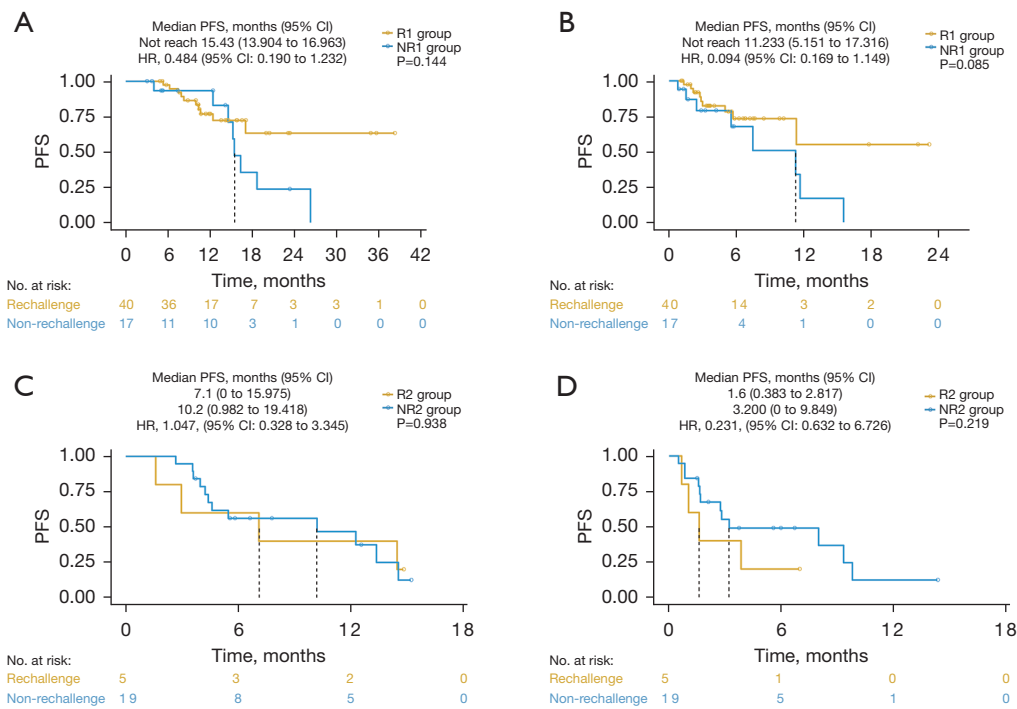 A
Median PFS, months (95% CI)
Not reach 15.43 (13.904 to 16.963)
HR, 0.484 (95% CI: 0.190 to 1.232)
R1 group
NR1 group
P=0.144
1.00
0.75
0.50
0.25
0.00
PFS
0 6 12 18 24 30 36 42
Time, months
No. at risk:
Rechallenge 40 36 17 7 3 3 1 0
Non-rechallenge 17 11 10 3 1 0 0 0
B
Median PFS, months (95% CI)
Not reach 11.233 (5.151 to 17.316)
HR, 0.094 (95% CI: 0.169 to 1.149)
R1 group
NR1 group
P=0.085
1.00
0.75
0.50
0.25
0.00
PFS
0 6 12 18 24
Time, months
No. at risk:
Rechallenge 40 14 3 2 0
Non-rechallenge 17 4 1 0 0
C
Median PFS, months (95% CI)
7.1 (0 to 15.975)
10.2 (0.982 to 19.418)
HR, 1.047, (95% CI: 0.328 to 3.345)
R2 group
NR2 group
P=0.938
1.00
0.75
0.50
0.25
0.00
PFS
0 6 12 18
Time, months
No. at risk:
Rechallenge 5 3 2 0
Non-rechallenge 19 8 5 0
D
Median PFS, months (95% CI)
1.6 (0.383 to 2.817)
3.200 (0 to 9.849)
HR, 0.231, (95% CI: 0.632 to 6.726)
R2 group
NR2 group
P=0.219
1.00
0.75
0.50
0.25
0.00
PFS
0 6 12 18
Time, months
No. at risk:
Rechallenge 5 1 0 0
Non-rechallenge 19 5 1 0